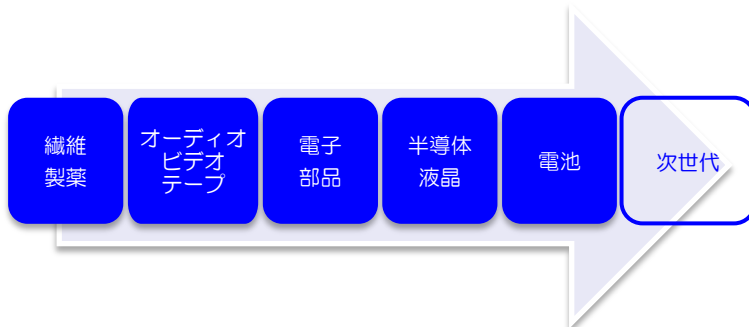 繊維
製薬
オーディオ
ビデオ
テープ
電子
部品
半導体
液晶
電池
次世代